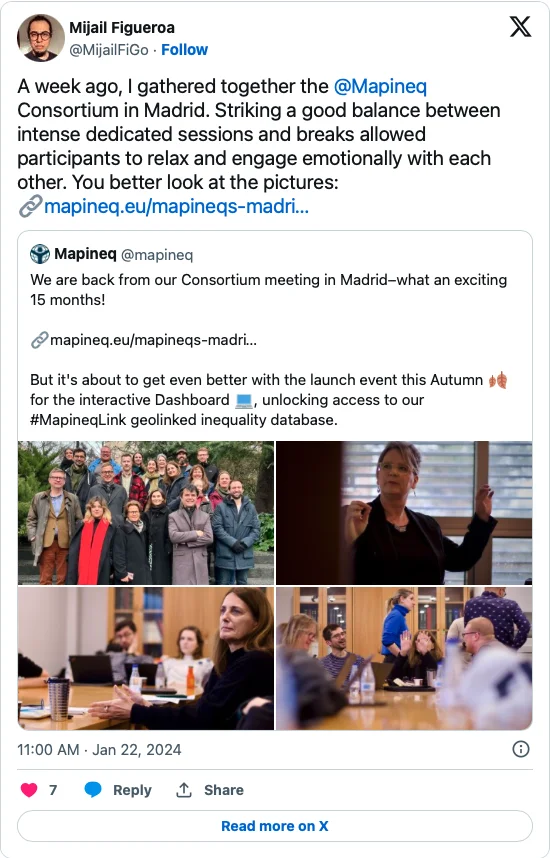 Mijail Figueroa
@MijailFiGo · Follow
A week ago, I gathered together the @Mapineq
Consortium in Madrid. Striking a good balance between
intense dedicated sessions and breaks allowed
participants to relax and engage emotionally with each
other. You better look at the pictures:
🔗mapineq.eu/mapineqs-madri...
Mapineq @mapineq
We are back from our Consortium meeting in Madrid–what an exciting
15 months!
🔗mapineq.eu/mapineqs-madri...
But it's about to get even better with the launch event this Autumn 🍂
for the interactive Dashboard 💻, unlocking access to our
#MapineqLink geolinked inequality database.
11:00 AM · Jan 22, 2024
7 Reply Share
Read more on X